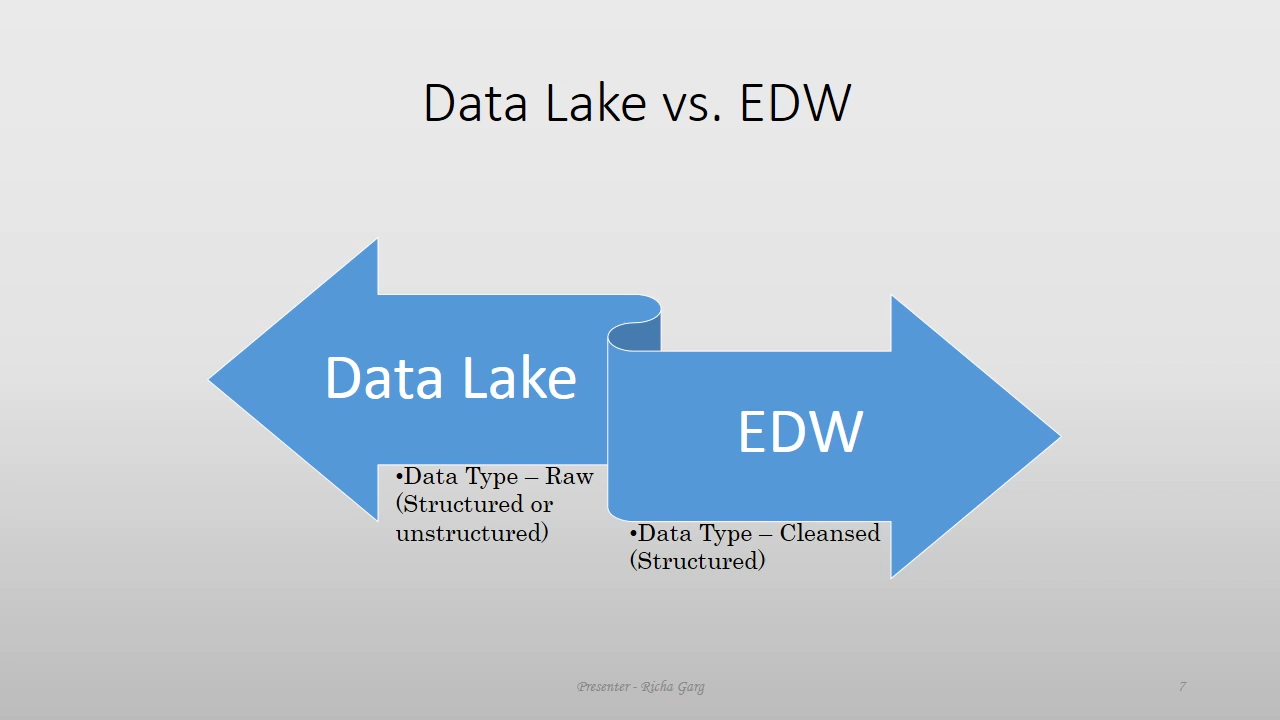 Data Lake vs. EDW
Data Lake
•Data Type – Raw
(Structured or
unstructured)
EDW
•Data Type – Cleansed
(Structured)
Presenter - Richa Garg
7